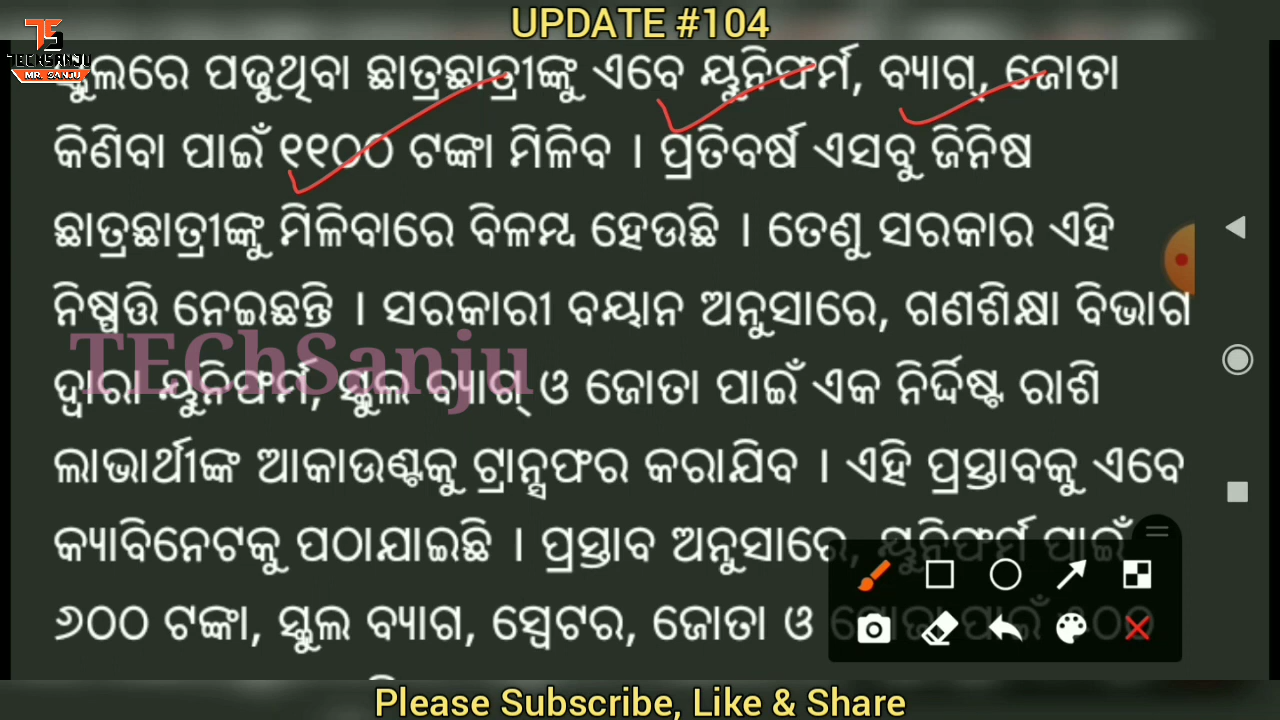 UPDATE #104
TS
TECHSANJU
MR. SANJU
ସ୍କୁଲରେ ପଢୁଥିବା ଛାତ୍ରଛାତ୍ରୀଙ୍କୁ ଏବେ ୟୁନିଫର୍ମ, ବ୍ୟାଗ୍, ଜୋତା
କିଣିବା ପାଇଁ ୧୧୦୦ ଟଙ୍କା ମିଳିବ । ପ୍ରତିବର୍ଷ ଏସବୁ ଜିନିଷ
ଛାତ୍ରଛାତ୍ରୀଙ୍କୁ ମିଳିବାରେ ବିଳମ୍ୱ ହେଉଛି । ତେଣୁ ସରକାର ଏହି
ନିଷ୍ପତ୍ତି ନେଇଛନ୍ତି । ସରକାରୀ ବୟାନ ଅନୁସାରେ, ଗଣଶିକ୍ଷା ବିଭାଗ
TEChSanju
ଦ୍ୱାରା ୟୁନିଫର୍ମ, ସ୍କୁଲ ବ୍ୟାଗ୍ ଓ ଜୋତା ପାଇଁ ଏକ ନିର୍ଦ୍ଦିଷ୍ଟ ରାଶି
ଲାଭାର୍ଥୀଙ୍କ ଆକାଉଣ୍ଟକୁ ଟ୍ରାନ୍ସଫର କରାଯିବ । ଏହି ପ୍ରସ୍ତାବକୁ ଏବେ
କ୍ୟାବିନେଟକୁ ପଠାଯାଇଛି । ପ୍ରସ୍ତାବ ଅନୁସାରେ, ୟୁନିଫର୍ମ ପାଇଁ
୬୦୦ ଟଙ୍କା, ସ୍କୁଲ ବ୍ୟାଗ, ସ୍ୱେଟର, ଜୋତା ଓ ପାଇଁ
Please Subscribe, Like & Share